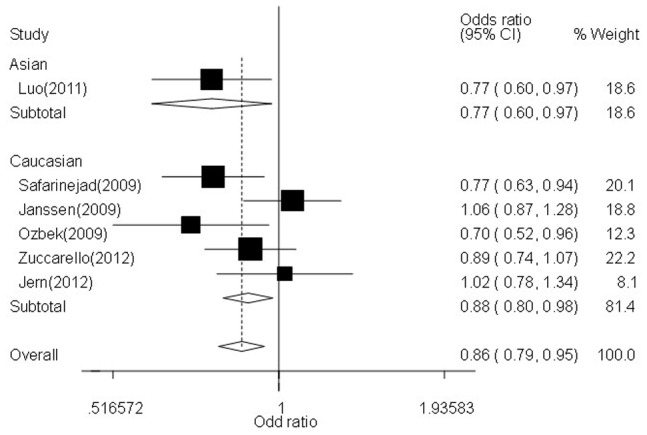 Odds ratio
Study (95% CI) % Weight
Asian
Luo(2011) 0.77 ( 0.60, 0.97) 18.6
Subtotal 0.77 ( 0.60, 0.97) 18.6
Caucasian
Safarinejad(2009) 0.77 ( 0.63, 0.94) 20.1
Janssen(2009) 1.06 ( 0.87, 1.28) 18.8
Ozbek(2009) 0.70 ( 0.52, 0.96) 12.3
Zuccarello(2012) 0.89 ( 0.74, 1.07) 22.2
Jern(2012) 1.02 ( 0.78, 1.34) 8.1
Subtotal 0.88 ( 0.80, 0.98) 81.4
Overall 0.86 ( 0.79, 0.95) 100.0
.516572 1 1.93583
Odd ratio